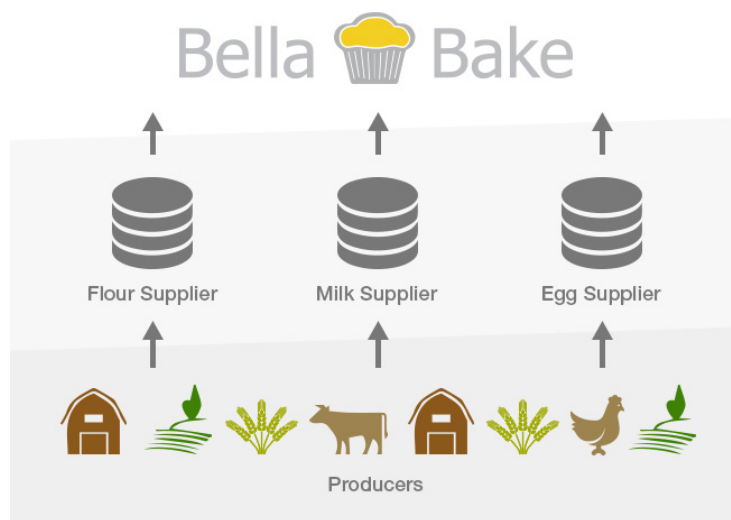 Bella Bake
Flour Supplier
Milk Supplier
Egg Supplier
Producers